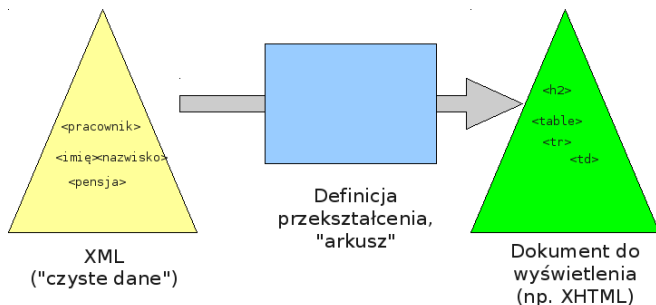 <pracownik>
<imię><nazwisko>
<pensja>
XML
("czyste dane")
Definicja
przekształcenia,
"arkusz"
<h2>
<table>
<tr>
<td>
Dokument do
wyświetlenia
(np. XHTML)